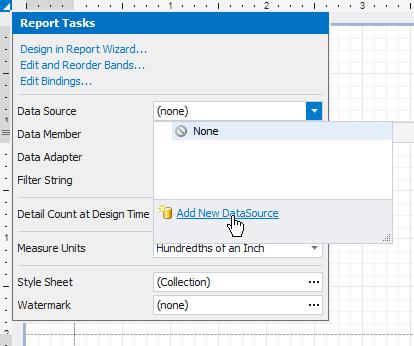 1 2 3
Report Tasks
Design in Report Wizard...
Edit and Reorder Bands...
Edit Bindings...
Data Source (none)
None
Data Member
Data Adapter
Filter String
Add New DataSource
Detail Count at Design Time
1
Measure Units Hundredths of an Inch
Style Sheet (Collection) ...
Watermark (none) ...
2